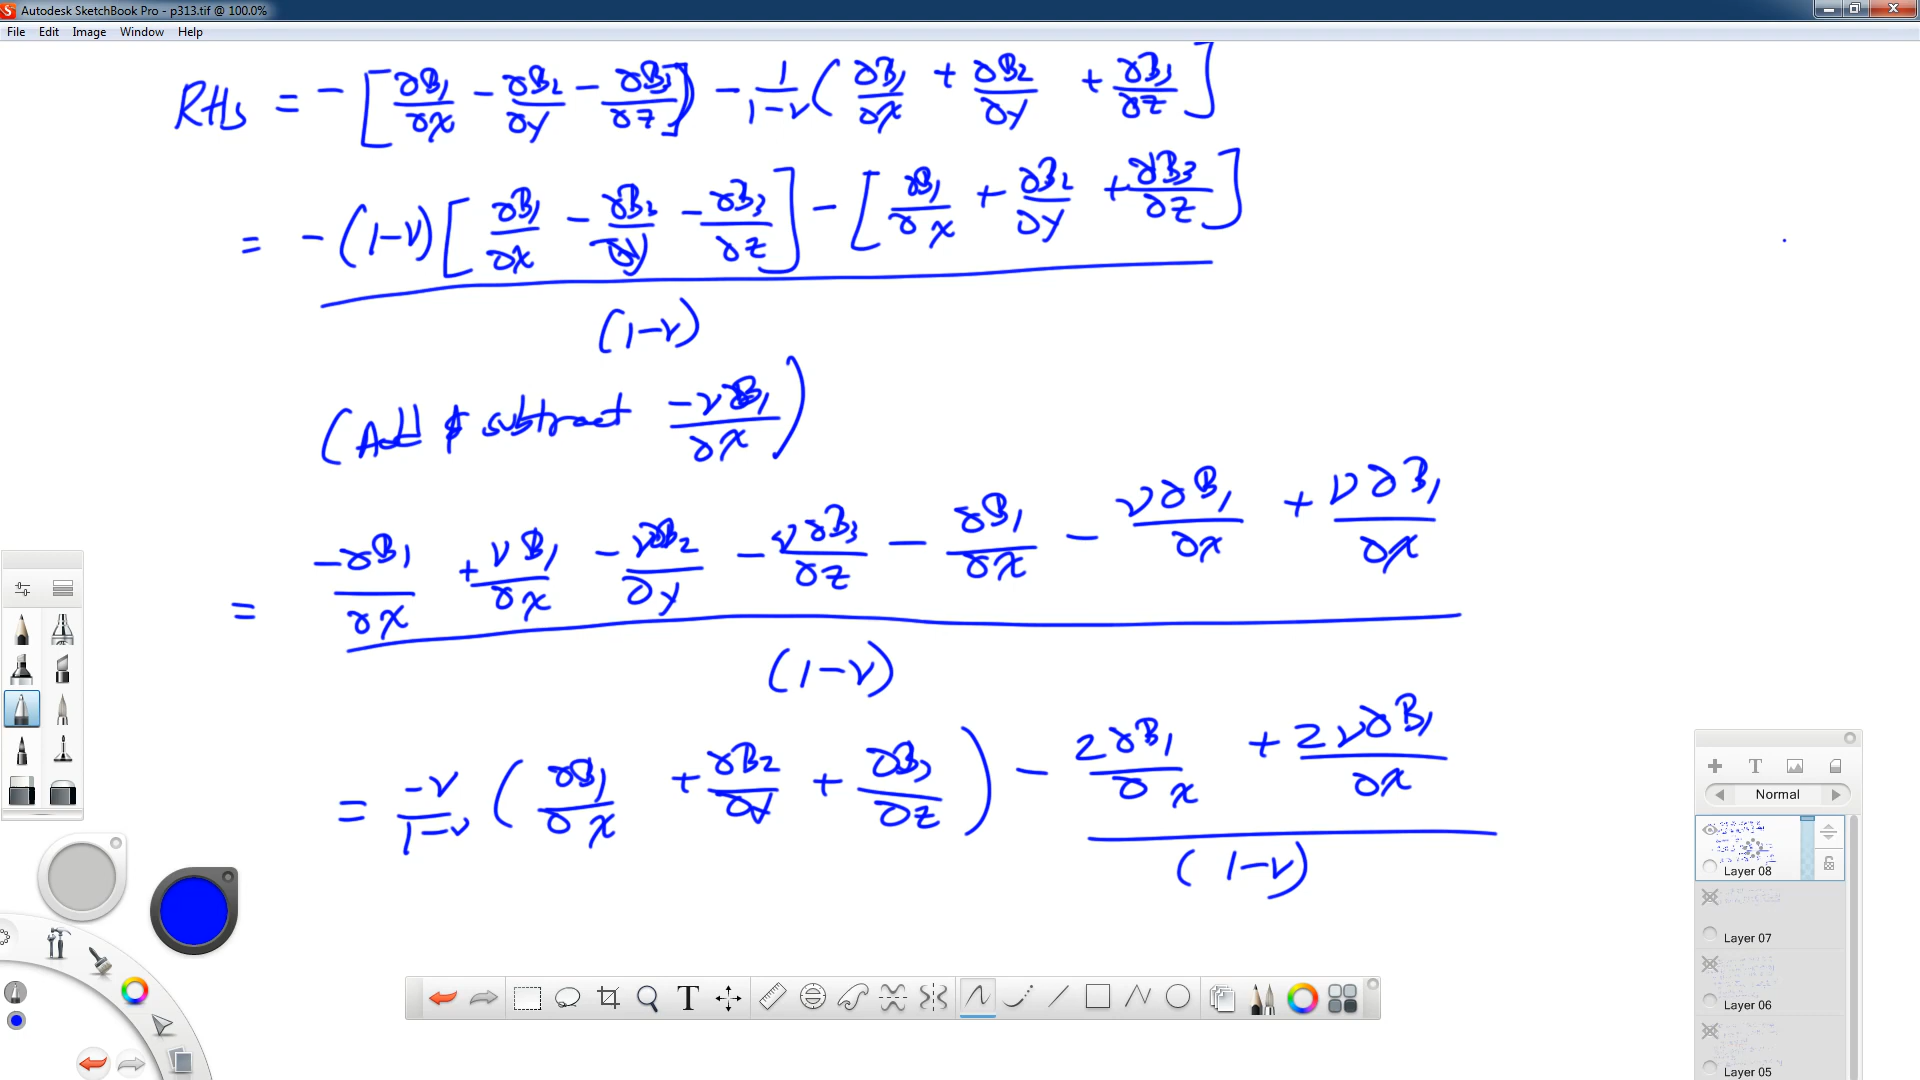 Autodesk SketchBook Pro - p313.tif @ 100.0%
File Edit Image Window Help
RHS = - [ ∂B₁/∂x - ∂B₂/∂y - ∂B₃/∂z ] - 1/(1-ν) ( ∂B₁/∂x + ∂B₂/∂y + ∂B₃/∂z ]
= - (1-ν) [ ∂B₁/∂x - ∂B₂/∂y - ∂B₃/∂z ] - [ ∂B₁/∂x + ∂B₂/∂y + ∂B₃/∂z ]
(1-ν)
(Add & subtract -ν∂B₁/∂x )
= -∂B₁/∂x + νB₁/∂x - ν∂B₂/∂y - ν∂B₃/∂z - ∂B₁/∂x - ν∂B₁/∂x + ν∂B₁/∂x
(1-ν)
= -ν/1-ν ( ∂B₁/∂x + ∂B₂/∂y + ∂B₃/∂z ) - 2∂B₁/∂x + 2ν∂B₁/∂x
(1-ν)
T
Normal
Layer 08
Layer 07
Layer 06
Layer 05
T